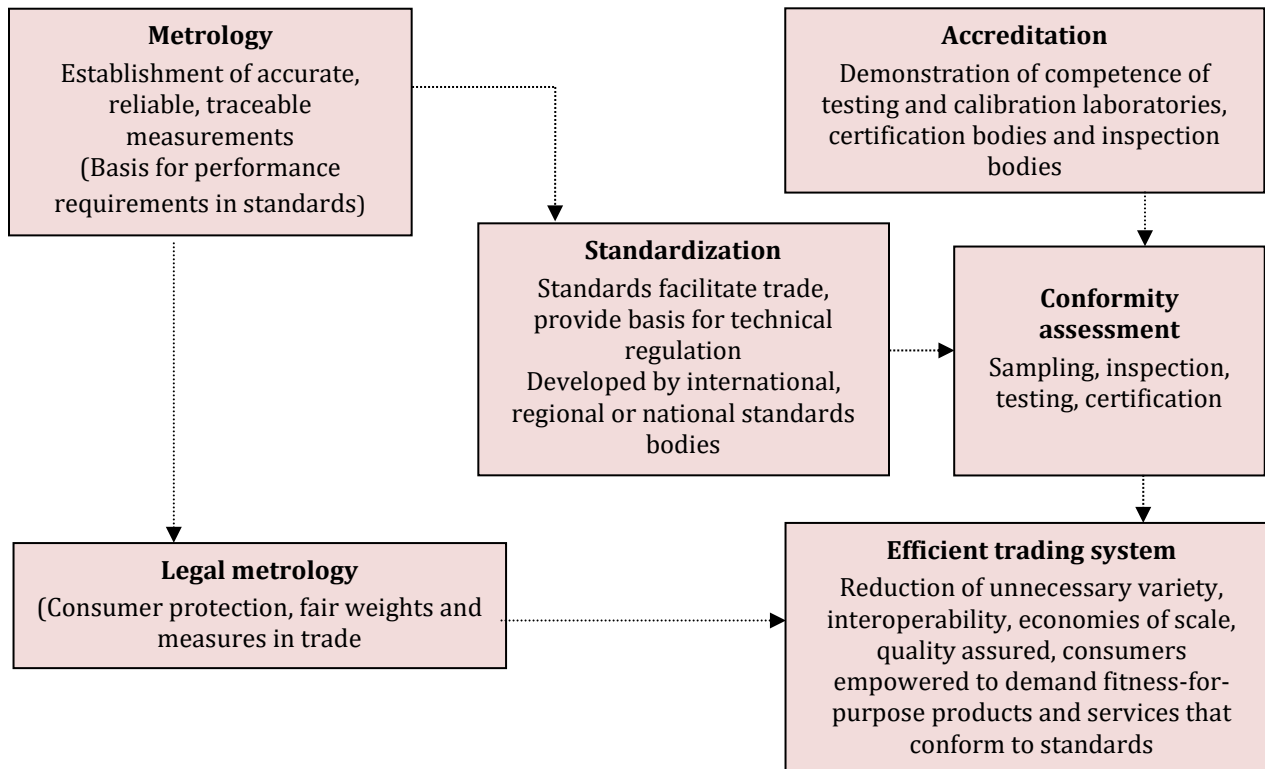 Metrology
Establishment of accurate,
reliable, traceable
measurements
(Basis for performance
requirements in standards)
Accreditation
Demonstration of competence of
testing and calibration laboratories,
certification bodies and inspection
bodies
Standardization
Standards facilitate trade,
provide basis for technical
regulation
Developed by international,
regional or national standards
bodies
Conformity
assessment
Sampling, inspection,
testing, certification
Legal metrology
(Consumer protection, fair weights and
measures in trade
Efficient trading system
Reduction of unnecessary variety,
interoperability, economies of scale,
quality assured, consumers
empowered to demand fitness-for-
purpose products and services that
conform to standards